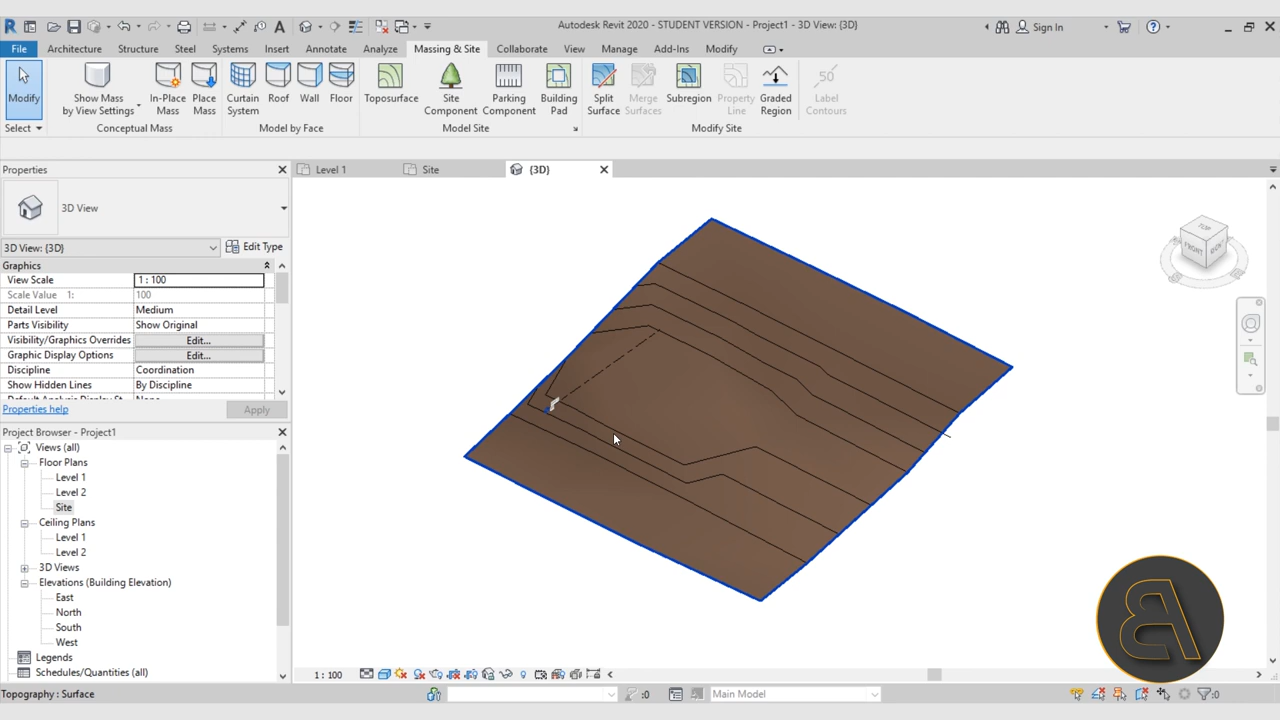 Autodesk Revit 2020 - STUDENT VERSION - Project1 - 3D View: {3D}
Sign In
File Architecture Structure Steel Systems Insert Annotate Analyze Massing & Site Collaborate View Manage Add-Ins Modify
Modify
Show Mass
by View Settings
In-Place
Mass
Place
Mass
Curtain
System
Roof
Wall
Floor
Toposurface
Site
Component
Parking
Component
Building
Pad
Split
Surface
Merge
Surfaces
Subregion
Property
Line
Graded
Region
50
Label
Contours
Select
Conceptual Mass
Model by Face
Model Site
Modify Site
Properties
Level 1
Site
{3D}
3D View
3D View: {3D}
Edit Type
Graphics
View Scale 1 : 100
Scale Value 1: 100
Detail Level Medium
Parts Visibility Show Original
Visibility/Graphics Overrides Edit...
Graphic Display Options Edit...
Discipline Coordination
Show Hidden Lines By Discipline
Properties help
Apply
Project Browser - Project1
Views (all)
Floor Plans
Level 1
Level 2
Site
Ceiling Plans
Level 1
Level 2
3D Views
Elevations (Building Elevation)
East
North
South
West
Legends
Schedules/Quantities (all)
TOP
FRONT
RIGHT
1 : 100
Topography : Surface
:0
Main Model
:0